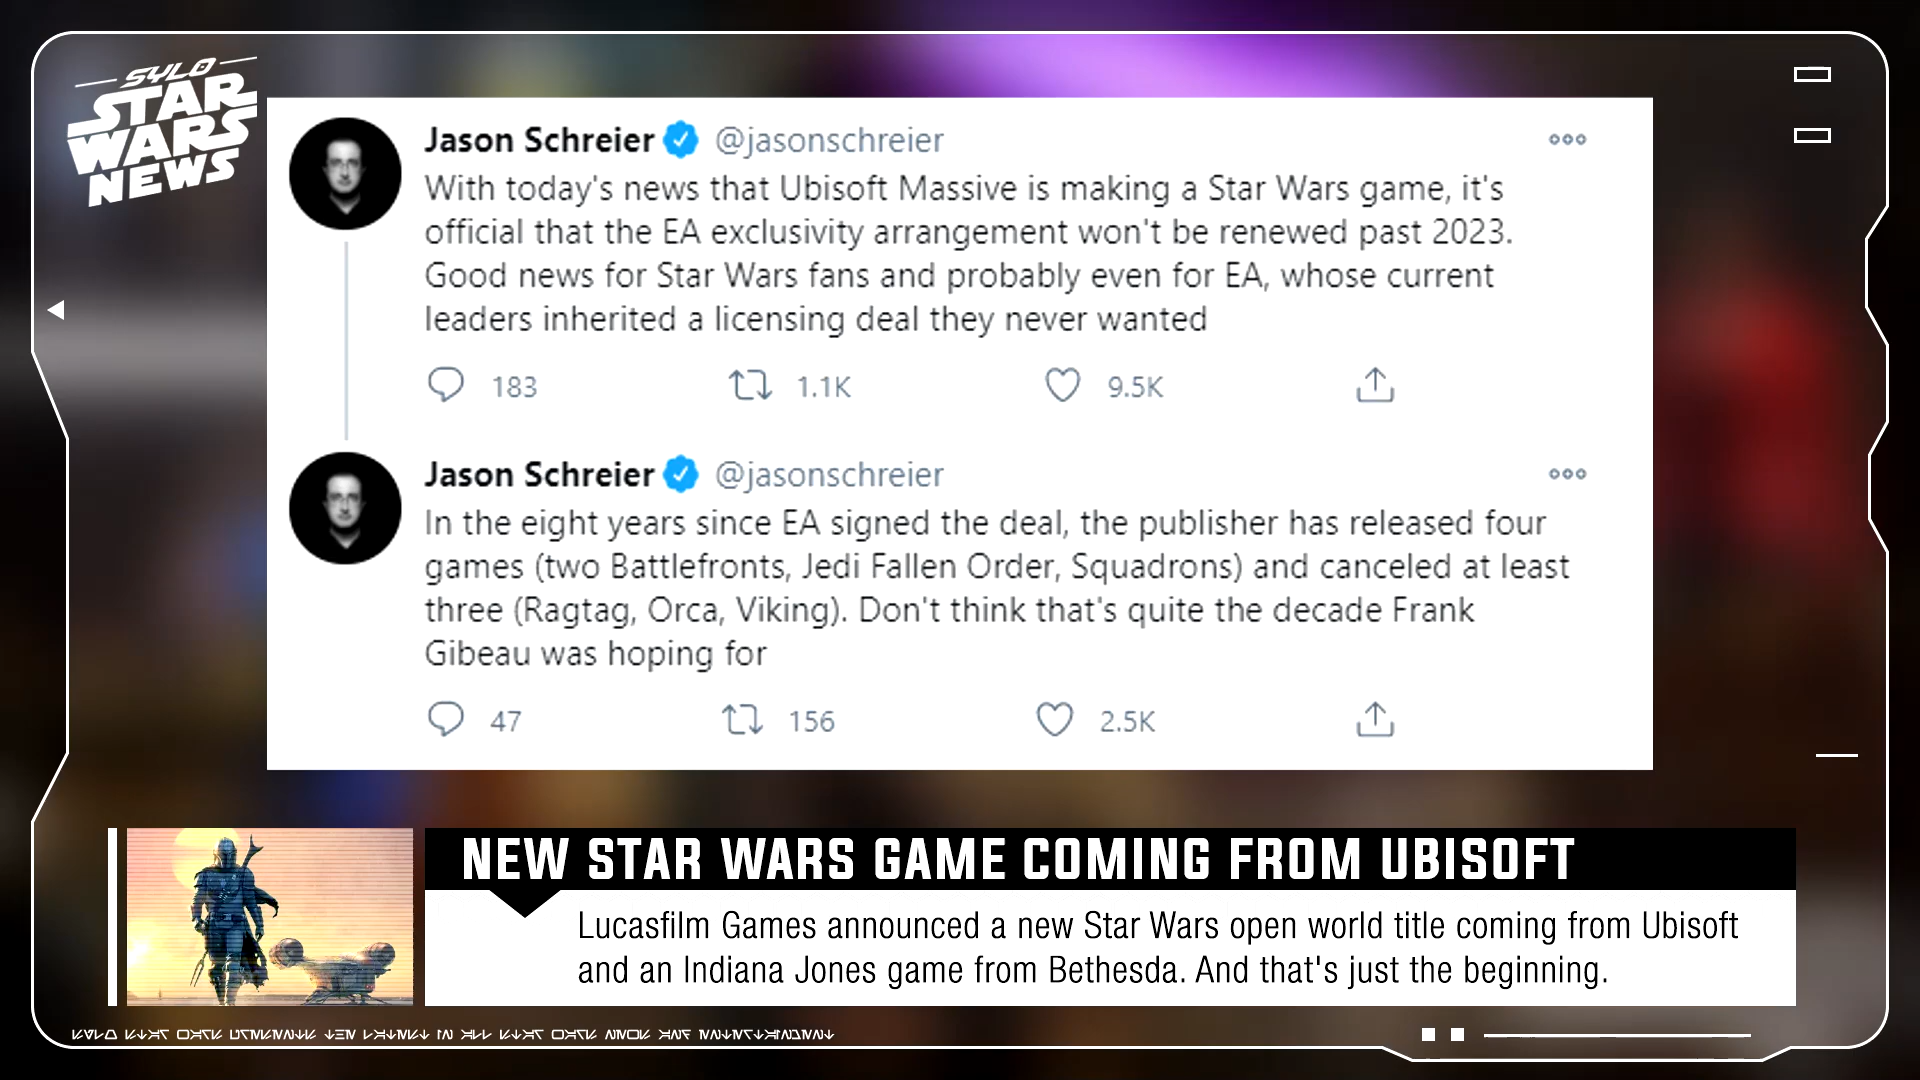 SYLO
STAR
WARS
NEWS
Jason Schreier @jasonschreier
With today's news that Ubisoft Massive is making a Star Wars game, it's
official that the EA exclusivity arrangement won't be renewed past 2023.
Good news for Star Wars fans and probably even for EA, whose current
leaders inherited a licensing deal they never wanted
183 1.1K 9.5K
Jason Schreier @jasonschreier
In the eight years since EA signed the deal, the publisher has released four
games (two Battlefronts, Jedi Fallen Order, Squadrons) and canceled at least
three (Ragtag, Orca, Viking). Don't think that's quite the decade Frank
Gibeau was hoping for
47 156 2.5K
NEW STAR WARS GAME COMING FROM UBISOFT
Lucasfilm Games announced a new Star Wars open world title coming from Ubisoft
and an Indiana Jones game from Bethesda. And that's just the beginning.